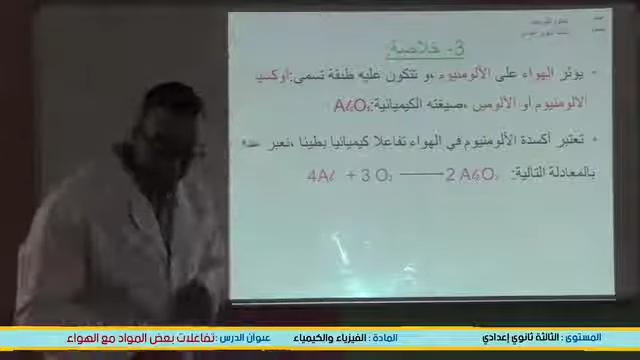 3- خلاصة:
يؤثر الهواء على الألومنيوم ،و تتكون عليه طبقة تسمى:أوكسيد
الالومنيوم أو الألومين ،صيغته الكيميائية:Al₂O₃
تعتبر أكسدة الألومنيوم في الهواء تفاعلا كيميائيا بطيئا ،نعبر عنه
بالمعادلة التالية: 4Al + 3 O₂ —— 2 Al₂O₃
المستوى: الثالثة ثانوي إعدادي المادة: الفيزياء والكيمياء عنوان الدرس: تفاعلات بعض المواد مع الهواء